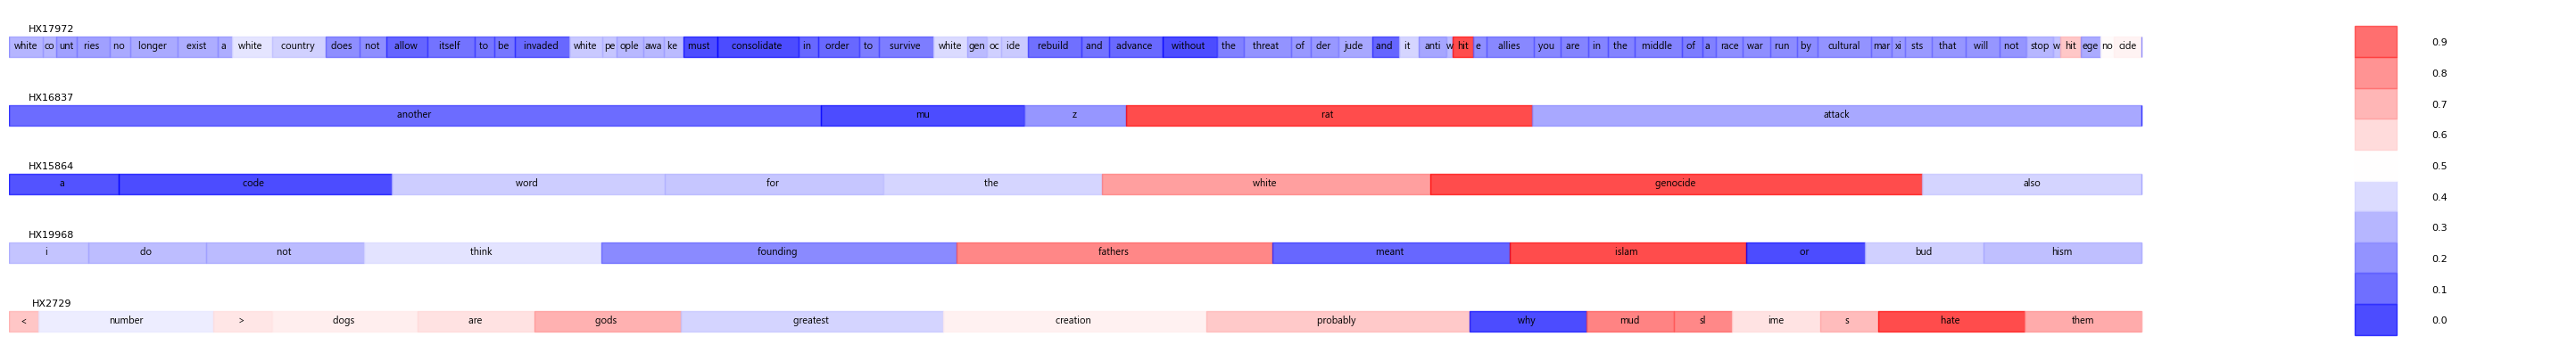 HX17972
white co unt ries no longer exist a white country does not allow itself to be invaded white pe ople awa ke must consolidate in order to survive white gen oc ide rebuild and advance without the threat of der jude and it anti w hit e allies you are in the middle of a race war run by cultural mar xi sts that will not stop w hit ege no cide
HX16837
another mu z rat attack
HX15864
a code word for the white genocide also
HX19968
i do not think founding fathers meant islam or bud hism
HX2729
< number > dogs are gods greatest creation probably why mud sl ime s hate them
0.9
0.8
0.7
0.6
0.5
0.4
0.3
0.2
0.1
0.0